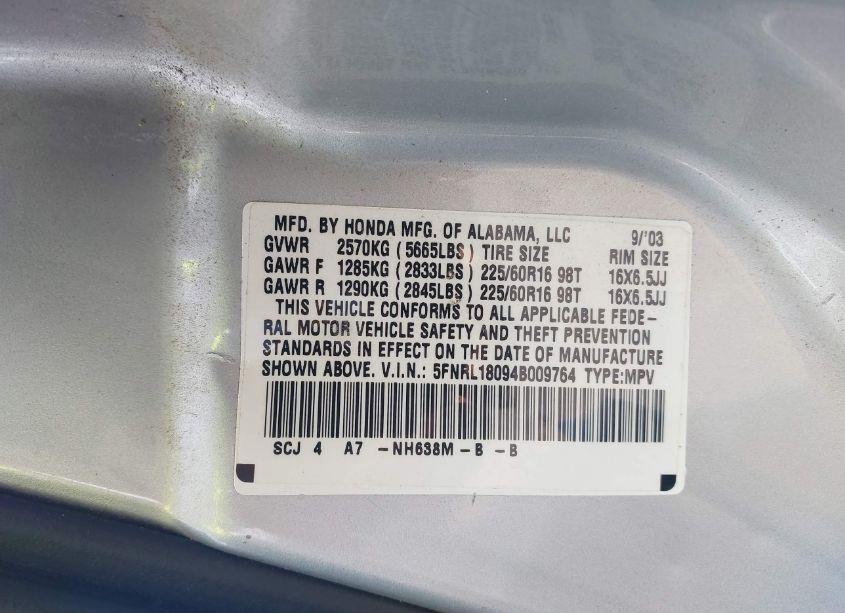 MFD. BY HONDA MFG. OF ALABAMA, LLC 9/'03
GVWR 2570KG (5665LBS) TIRE SIZE RIM SIZE
GAWR F 1285KG (2833LBS) 225/60R16 98T 16X6.5JJ
GAWR R 1290KG (2845LBS) 225/60R16 98T 16X6.5JJ
THIS VEHICLE CONFORMS TO ALL APPLICABLE FEDE-
RAL MOTOR VEHICLE SAFETY AND THEFT PREVENTION
STANDARDS IN EFFECT ON THE DATE OF MANUFACTURE
SHOWN ABOVE. V.I.N.: 5FNRL18094B009764 TYPE:MPV
SCJ 4 A7 -NH638M -B -B